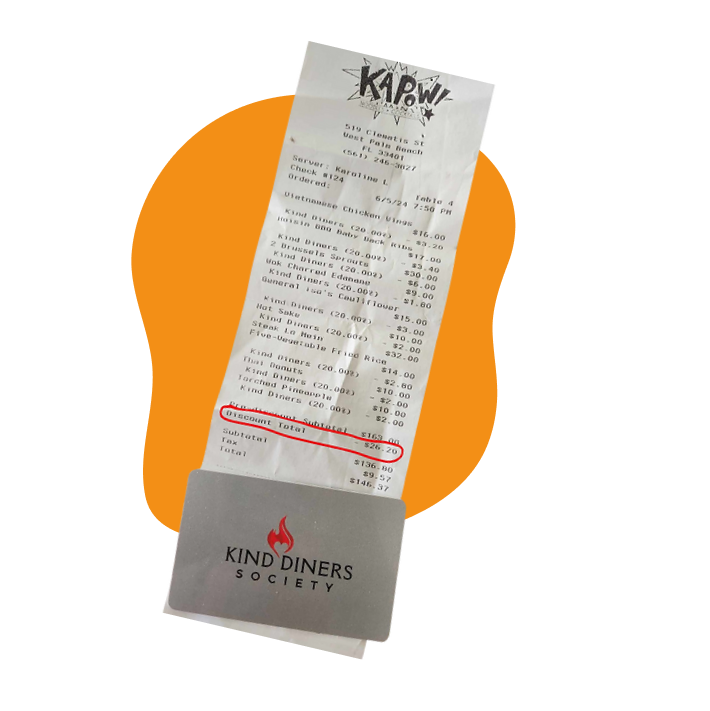 KAPOW!
519 Clematis St
West Palm Beach
FL 33401
(561) 246-3827
Server: Karoline L
Check #124 Table 4
Ordered: 6/5/24 7:50 PM
Vietnamese Chicken Wings $16.00
Kind Diners (20.00%) - $3.20
Hoisin BBQ Baby Back Ribs $17.00
Kind Diners (20.00%) - $3.40
2 Brussels Sprouts $30.00
Kind Diners (20.00%) - $6.00
Wok Charred Edamame $9.00
Kind Diners (20.00%) - $1.80
General Tso's Cauliflower $15.00
Kind Diners (20.00%) - $3.00
Hot Sake $10.00
Kind Diners (20.00%) - $2.00
Steak Lo Mein $32.00
Five-Vegetable Fried Rice $14.00
Kind Diners (20.00%) - $2.80
Thai Donuts $10.00
Kind Diners (20.00%) - $2.00
Torched Pineapple $10.00
Kind Diners (20.00%) - $2.00
Pre-discount Subtotal $163.00
Discount Total - $26.20
Subtotal $136.80
Tax $9.57
Total $146.37
KIND DINERS
SOCIETY